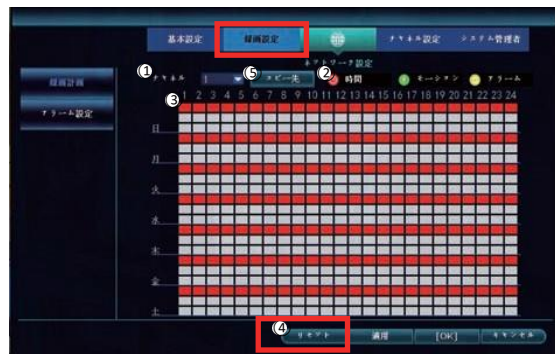 基本設定 録画設定 チャネル設定 システム管理者
ネットワーク設定
録画計画
アラーム設定
① チャネル 1 ⑤ コピー先 ② 時間 モーション アラーム
③ 1 2 3 4 5 6 7 8 9 10 11 12 13 14 15 16 17 18 19 20 21 22 23 24
日
月
火
水
木
金
土
④ リセット 適用 [OK] キャンセル